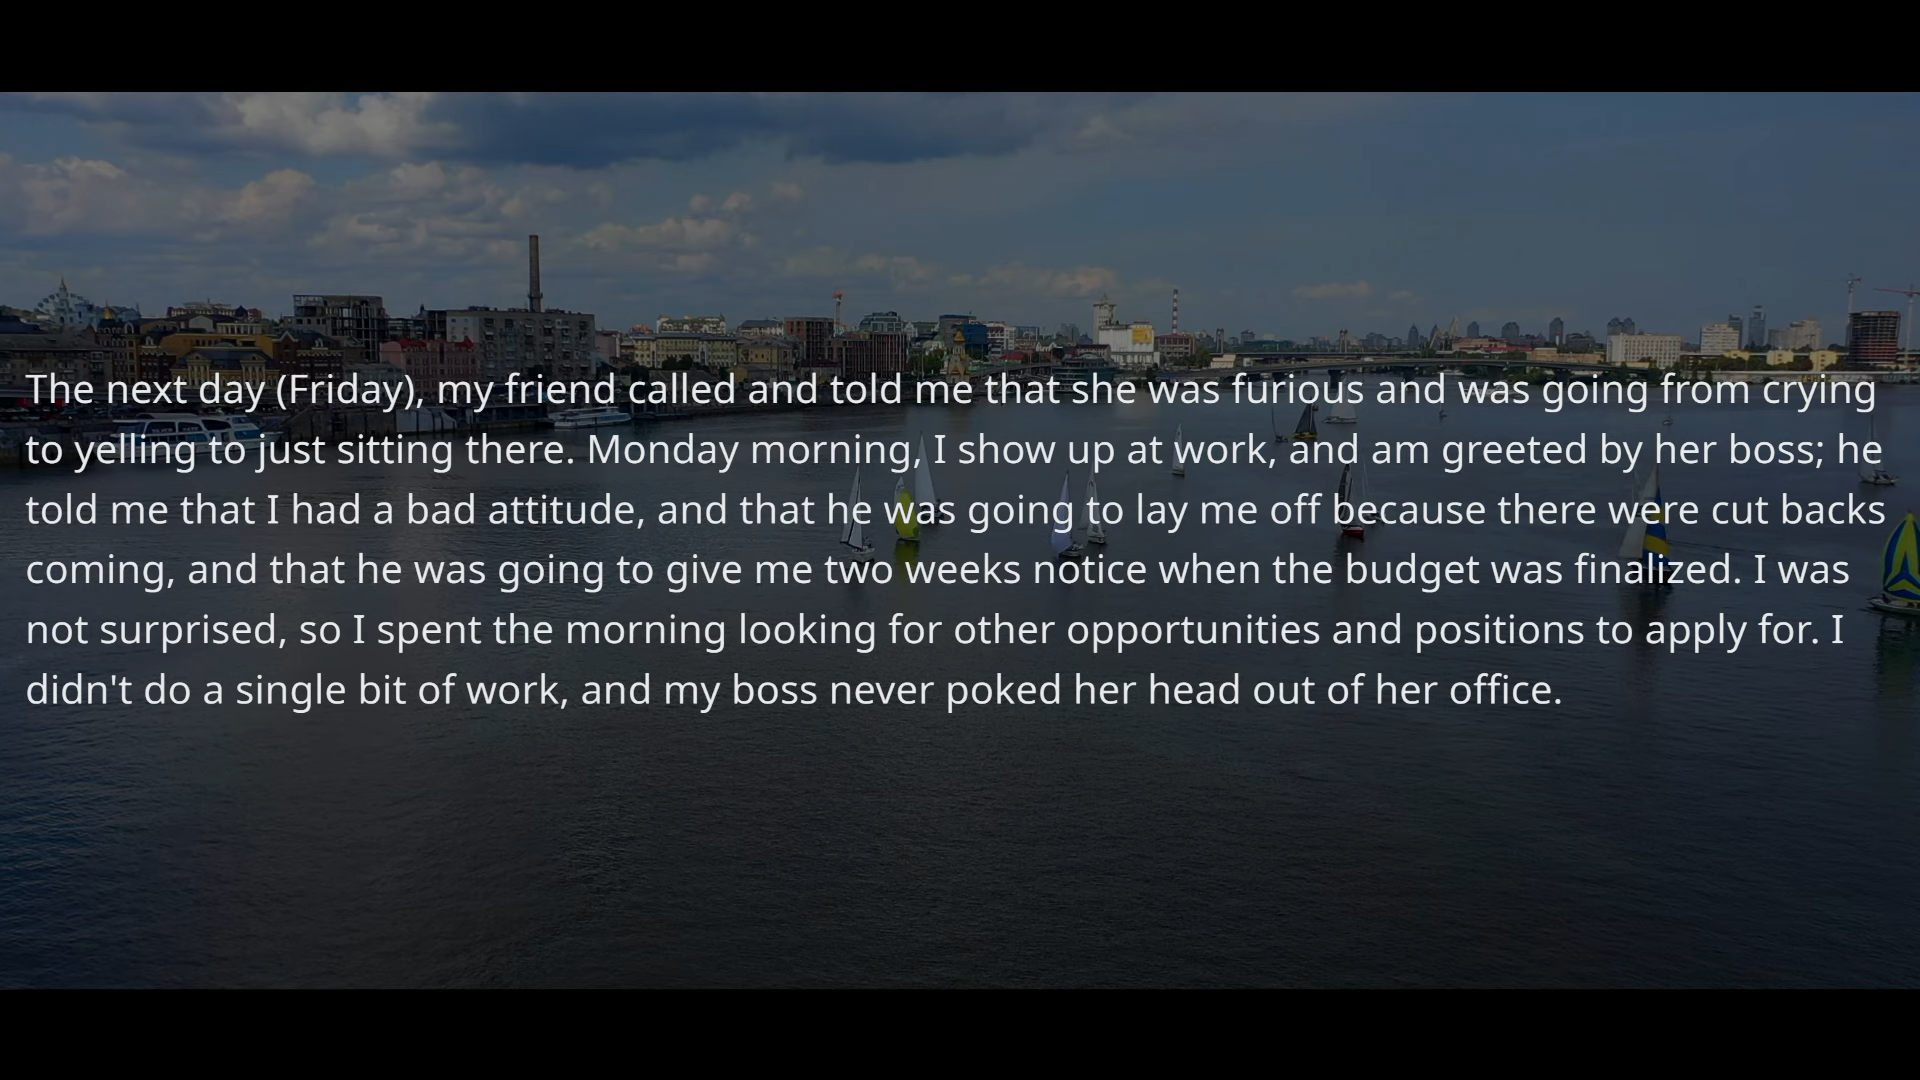 The next day (Friday), my friend called and told me that she was furious and was going from crying
to yelling to just sitting there. Monday morning, I show up at work, and am greeted by her boss; he
told me that I had a bad attitude, and that he was going to lay me off because there were cut backs
coming, and that he was going to give me two weeks notice when the budget was finalized. I was
not surprised, so I spent the morning looking for other opportunities and positions to apply for. I
didn't do a single bit of work, and my boss never poked her head out of her office.